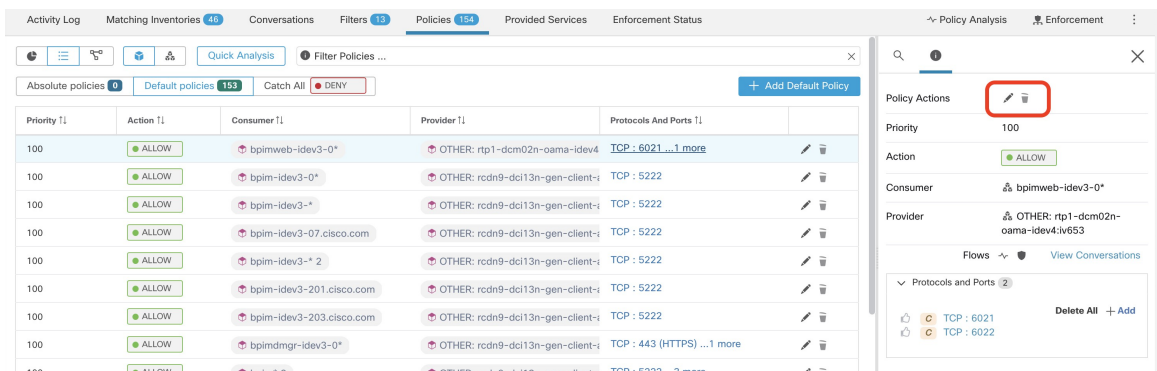 Activity Log Matching Inventories 46 Conversations Filters 13 Policies 154 Provided Services Enforcement Status Policy Analysis Enforcement
Quick Analysis Filter Policies ...
Absolute policies 0 Default policies 153 Catch All DENY + Add Default Policy
Priority Action Consumer Provider Protocols And Ports
100 ALLOW bpimweb-idev3-0* OTHER: rtp1-dcm02n-oama-idev4 TCP : 6021 ...1 more
100 ALLOW bpim-idev3-0* OTHER: rcdn9-dci13n-gen-client-a TCP : 5222
100 ALLOW bpim-idev3-* OTHER: rcdn9-dci13n-gen-client-a TCP : 5222
100 ALLOW bpim-idev3-07.cisco.com OTHER: rcdn9-dci13n-gen-client-a TCP : 5222
100 ALLOW bpim-idev3-* 2 OTHER: rcdn9-dci13n-gen-client-a TCP : 5222
100 ALLOW bpim-idev3-201.cisco.com OTHER: rcdn9-dci13n-gen-client-a TCP : 5222
100 ALLOW bpim-idev3-203.cisco.com OTHER: rcdn9-dci13n-gen-client-a TCP : 5222
100 ALLOW bpimdmgr-idev3-0* OTHER: rcdn9-dci13n-gen-client-a TCP : 443 (HTTPS) ...1 more
Policy Actions
Priority 100
Action ALLOW
Consumer bpimweb-idev3-0*
Provider OTHER: rtp1-dcm02n-
oama-idev4:iv653
Flows View Conversations
Protocols and Ports 2
Delete All + Add
C TCP : 6021
C TCP : 6022